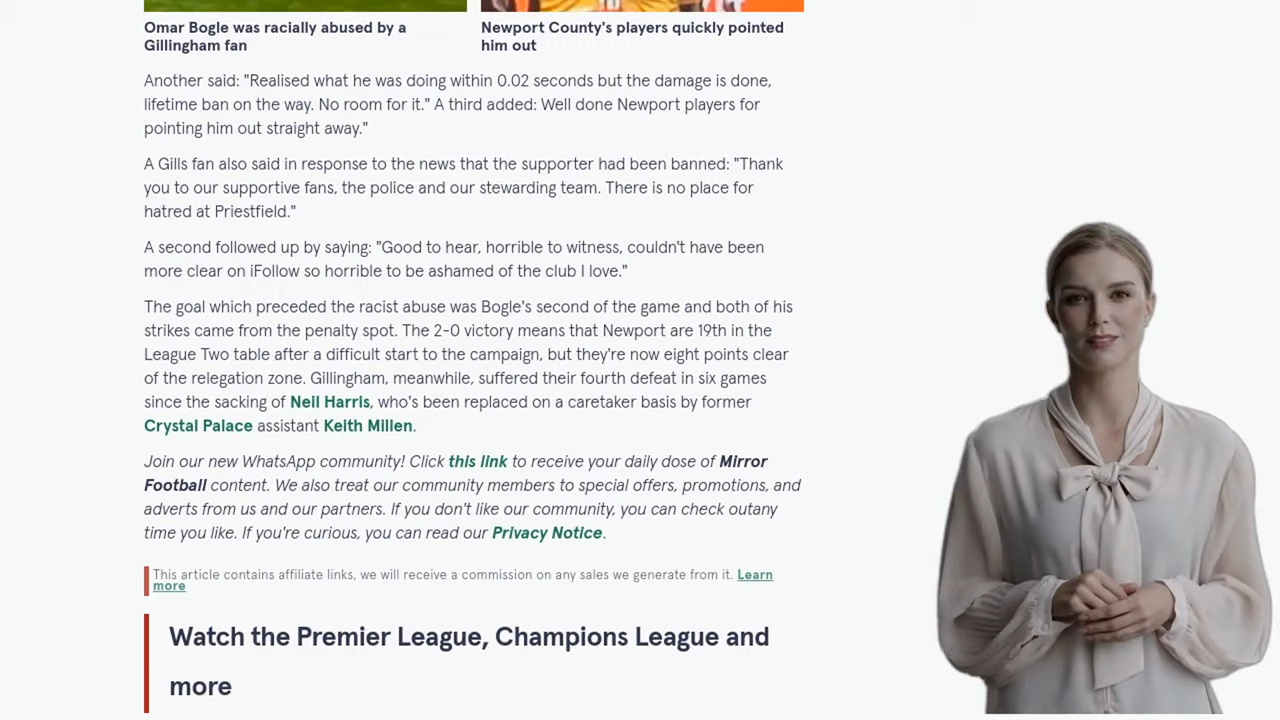 Omar Bogle was racially abused by a
Gillingham fan
Newport County's players quickly pointed
him out
Another said: "Realised what he was doing within 0.02 seconds but the damage is done,
lifetime ban on the way. No room for it." A third added: Well done Newport players for
pointing him out straight away."
A Gills fan also said in response to the news that the supporter had been banned: "Thank
you to our supportive fans, the police and our stewarding team. There is no place for
hatred at Priestfield."
A second followed up by saying: "Good to hear, horrible to witness, couldn't have been
more clear on iFollow so horrible to be ashamed of the club I love."
The goal which preceded the racist abuse was Bogle's second of the game and both of his
strikes came from the penalty spot. The 2-0 victory means that Newport are 19th in the
League Two table after a difficult start to the campaign, but they're now eight points clear
of the relegation zone. Gillingham, meanwhile, suffered their fourth defeat in six games
since the sacking of Neil Harris, who's been replaced on a caretaker basis by former
Crystal Palace assistant Keith Millen.
Join our new WhatsApp community! Click this link to receive your daily dose of Mirror
Football content. We also treat our community members to special offers, promotions, and
adverts from us and our partners. If you don't like our community, you can check outany
time you like. If you're curious, you can read our Privacy Notice.
This article contains affiliate links, we will receive a commission on any sales we generate from it. Learn
more
Watch the Premier League, Champions League and
more